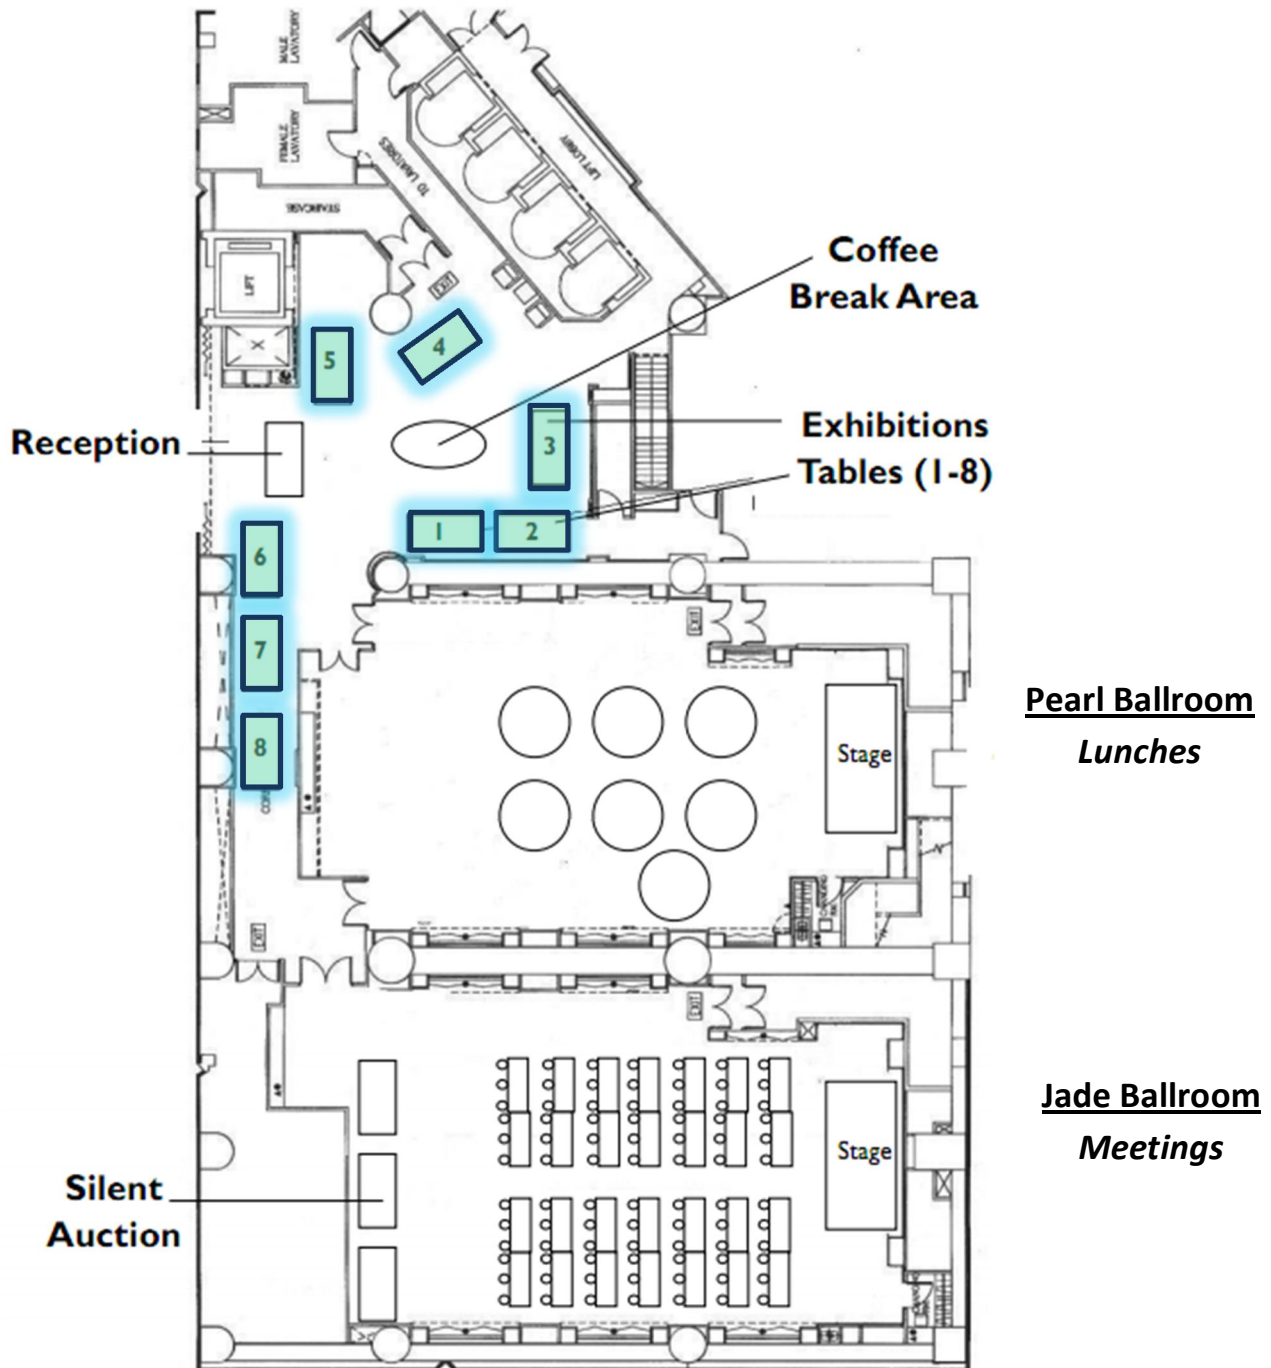 MALE
LAVATORY
FEMALE
LAVATORY
TO LAVATORIES
LIFT LOBBY
STAIRCASE
LIFT
EXIT
Coffee
Break Area
5
4
X
Reception
3
Exhibitions
Tables (1-8)
1
2
6
7
8
EXIT
Stage
Pearl Ballroom
Lunches
EXIT
EXIT
Stage
Jade Ballroom
Meetings
Silent
Auction